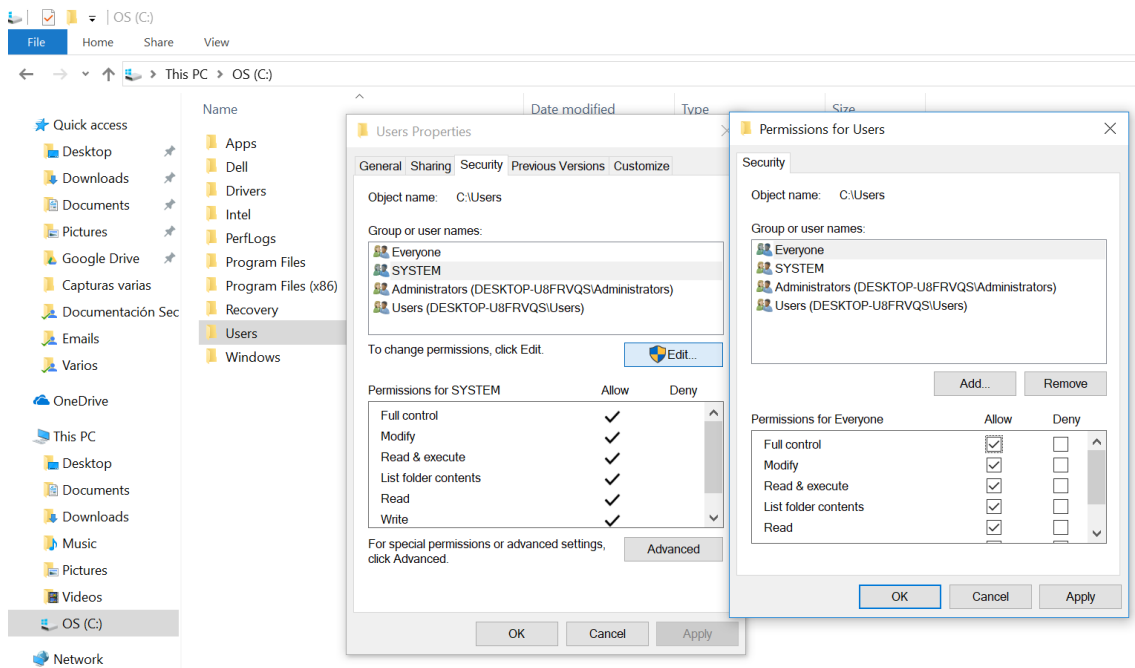 OS (C:)
File Home Share View
This PC > OS (C:)
Quick access
Desktop
Downloads
Documents
Pictures
Google Drive
Capturas varias
Documentación Sec
Emails
Varios
OneDrive
This PC
Desktop
Documents
Downloads
Music
Pictures
Videos
OS (C:)
Network
Name Date modified Type Size
Apps
Dell
Drivers
Intel
PerfLogs
Program Files
Program Files (x86)
Recovery
Users
Windows
Users Properties
General Sharing Security Previous Versions Customize
Object name: C:\Users
Group or user names:
Everyone
SYSTEM
Administrators (DESKTOP-U8FRVQS\Administrators)
Users (DESKTOP-U8FRVQS\Users)
To change permissions, click Edit.
Edit...
Permissions for SYSTEM Allow Deny
Full control
Modify
Read & execute
List folder contents
Read
Write
For special permissions or advanced settings,
click Advanced.
Advanced
OK Cancel Apply
Permissions for Users
Security
Object name: C:\Users
Group or user names:
Everyone
SYSTEM
Administrators (DESKTOP-U8FRVQS\Administrators)
Users (DESKTOP-U8FRVQS\Users)
Add... Remove
Permissions for Everyone Allow Deny
Full control
Modify
Read & execute
List folder contents
Read
OK Cancel Apply